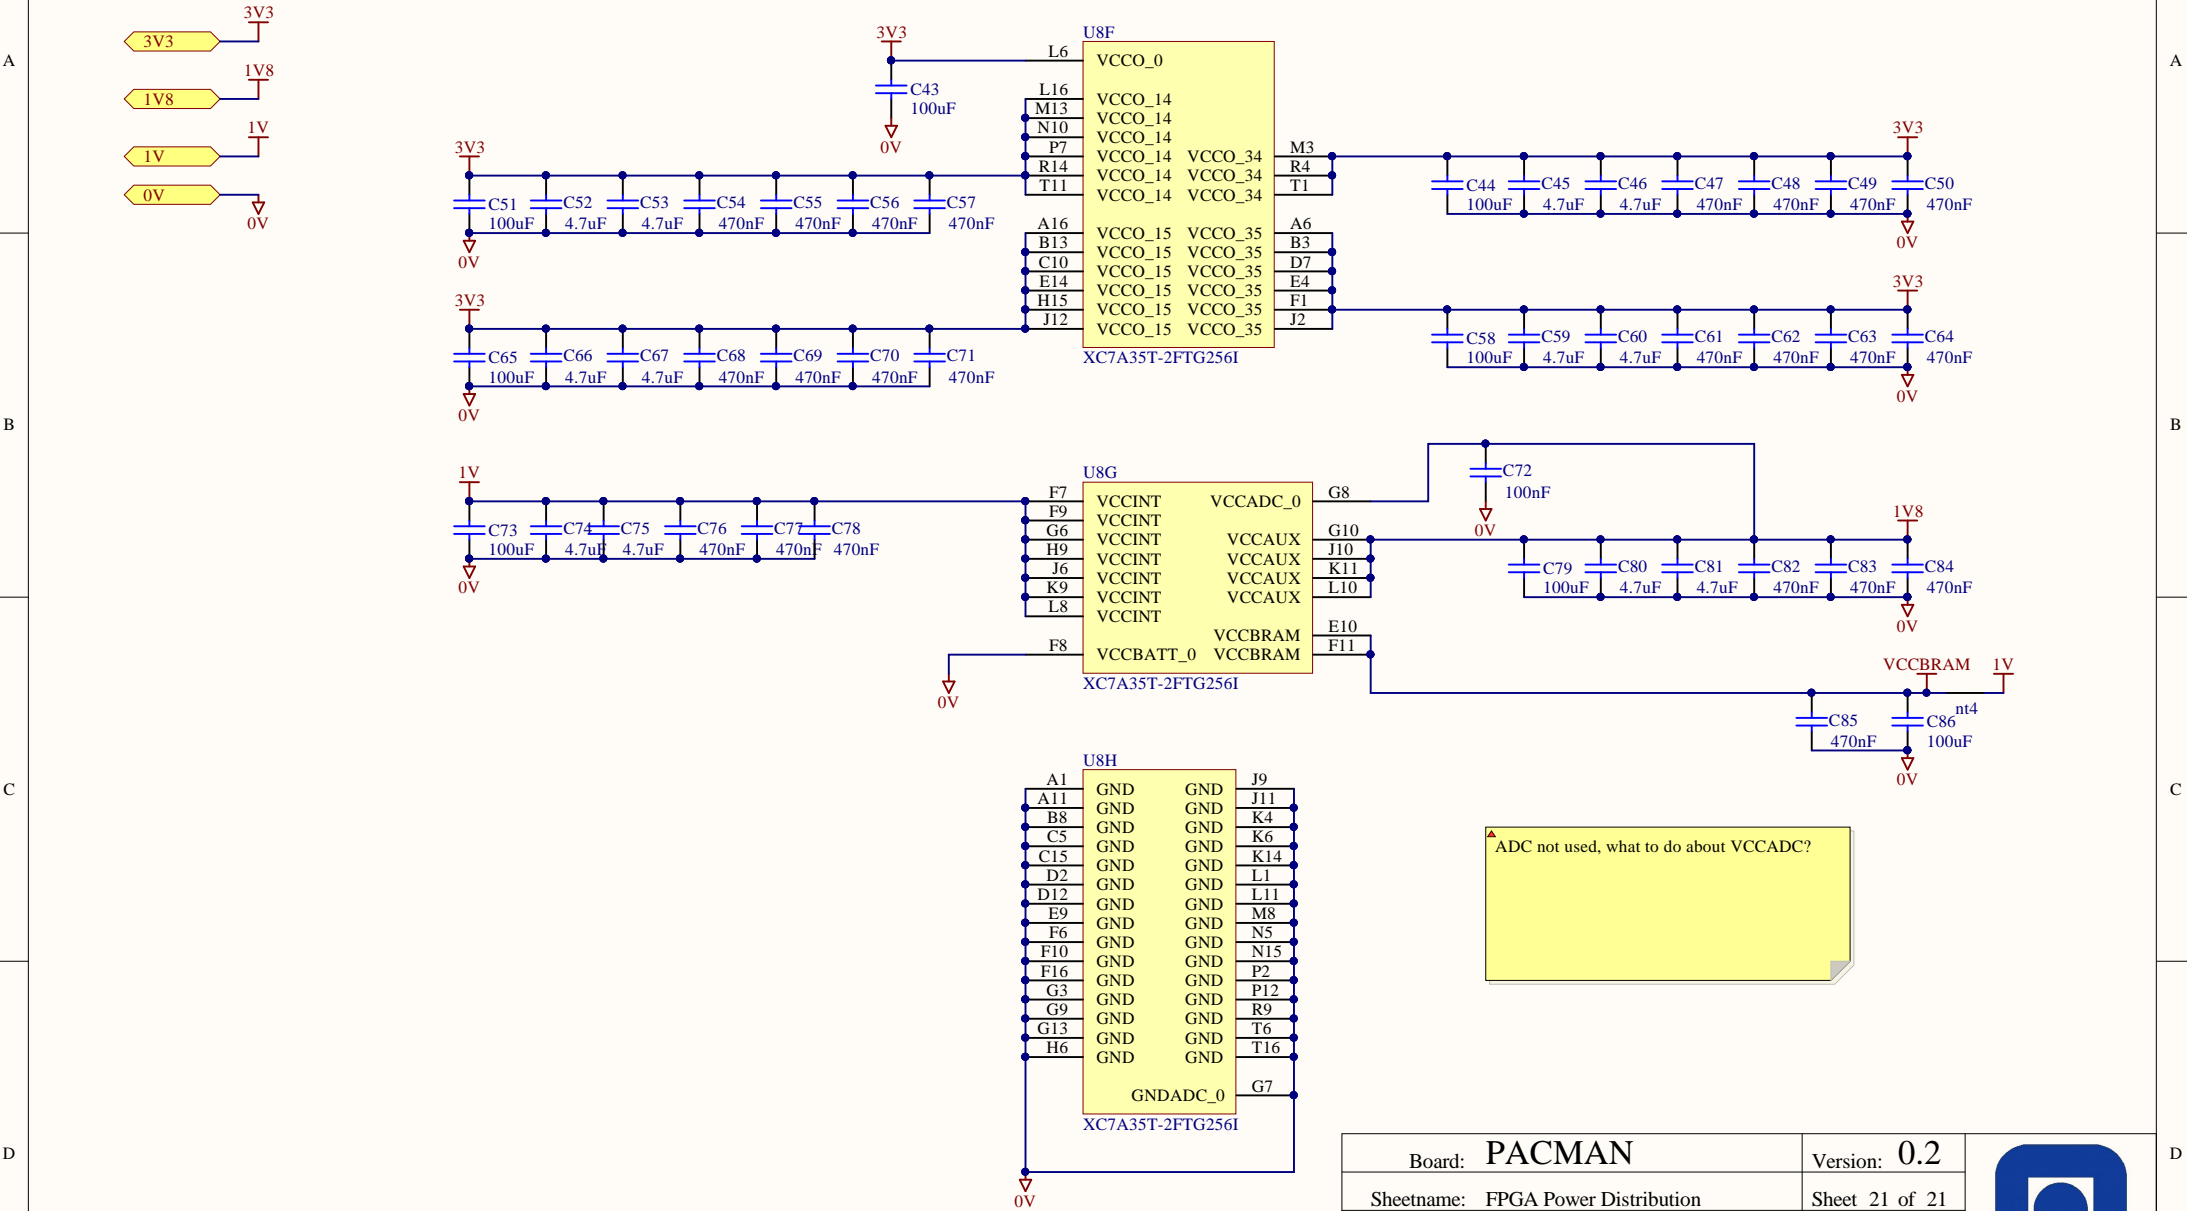 3V3
3V3
1V8
1V8
1V
1V
0V
0V
A
A
B
B
C
C
D
D
3V3
C43
100uF
0V
U8F
L6 VCCO_0
L16 VCCO_14
M13 VCCO_14
N10 VCCO_14
P7 VCCO_14 VCCO_34 M3
R14 VCCO_14 VCCO_34 R4
T11 VCCO_14 VCCO_34 T1
A16 VCCO_15 VCCO_35 A6
B13 VCCO_15 VCCO_35 B3
C10 VCCO_15 VCCO_35 D7
E14 VCCO_15 VCCO_35 E4
H15 VCCO_15 VCCO_35 F1
J12 VCCO_15 VCCO_35 J2
XC7A35T-2FTG256I
3V3
C51 C52 C53 C54 C55 C56 C57
100uF 4.7uF 4.7uF 470nF 470nF 470nF 470nF
0V
3V3
C44 C45 C46 C47 C48 C49 C50
100uF 4.7uF 4.7uF 470nF 470nF 470nF 470nF
0V
3V3
C65 C66 C67 C68 C69 C70 C71
100uF 4.7uF 4.7uF 470nF 470nF 470nF 470nF
0V
3V3
C58 C59 C60 C61 C62 C63 C64
100uF 4.7uF 4.7uF 470nF 470nF 470nF 470nF
0V
1V
C73 C74 C75 C76 C77 C78
100uF 4.7uF 4.7uF 470nF 470nF 470nF
0V
U8G
F7 VCCINT VCCADC_0 G8
F9 VCCINT
G6 VCCINT VCCAUX G10
H9 VCCINT VCCAUX J10
J6 VCCINT VCCAUX K11
K9 VCCINT VCCAUX L10
L8 VCCINT
VCCBRAM E10
F8 VCCBATT_0 VCCBRAM F11
XC7A35T-2FTG256I
0V
C72
100nF
0V
1V8
C79 C80 C81 C82 C83 C84
100uF 4.7uF 4.7uF 470nF 470nF 470nF
0V
VCCBRAM 1V
nt4
C85 C86
470nF 100uF
0V
U8H
A1 GND GND J9
A11 GND GND J11
B8 GND GND K4
C5 GND GND K6
C15 GND GND K14
D2 GND GND L1
D12 GND GND L11
E9 GND GND M8
F6 GND GND N5
F10 GND GND N15
F16 GND GND P2
G3 GND GND P12
G9 GND GND R9
G13 GND GND T6
H6 GND GND T16
GNDADC_0 G7
XC7A35T-2FTG256I
0V
ADC not used, what to do about VCCADC?
Board: PACMAN Version: 0.2
Sheetname: FPGA Power Distribution Sheet 21 of 21